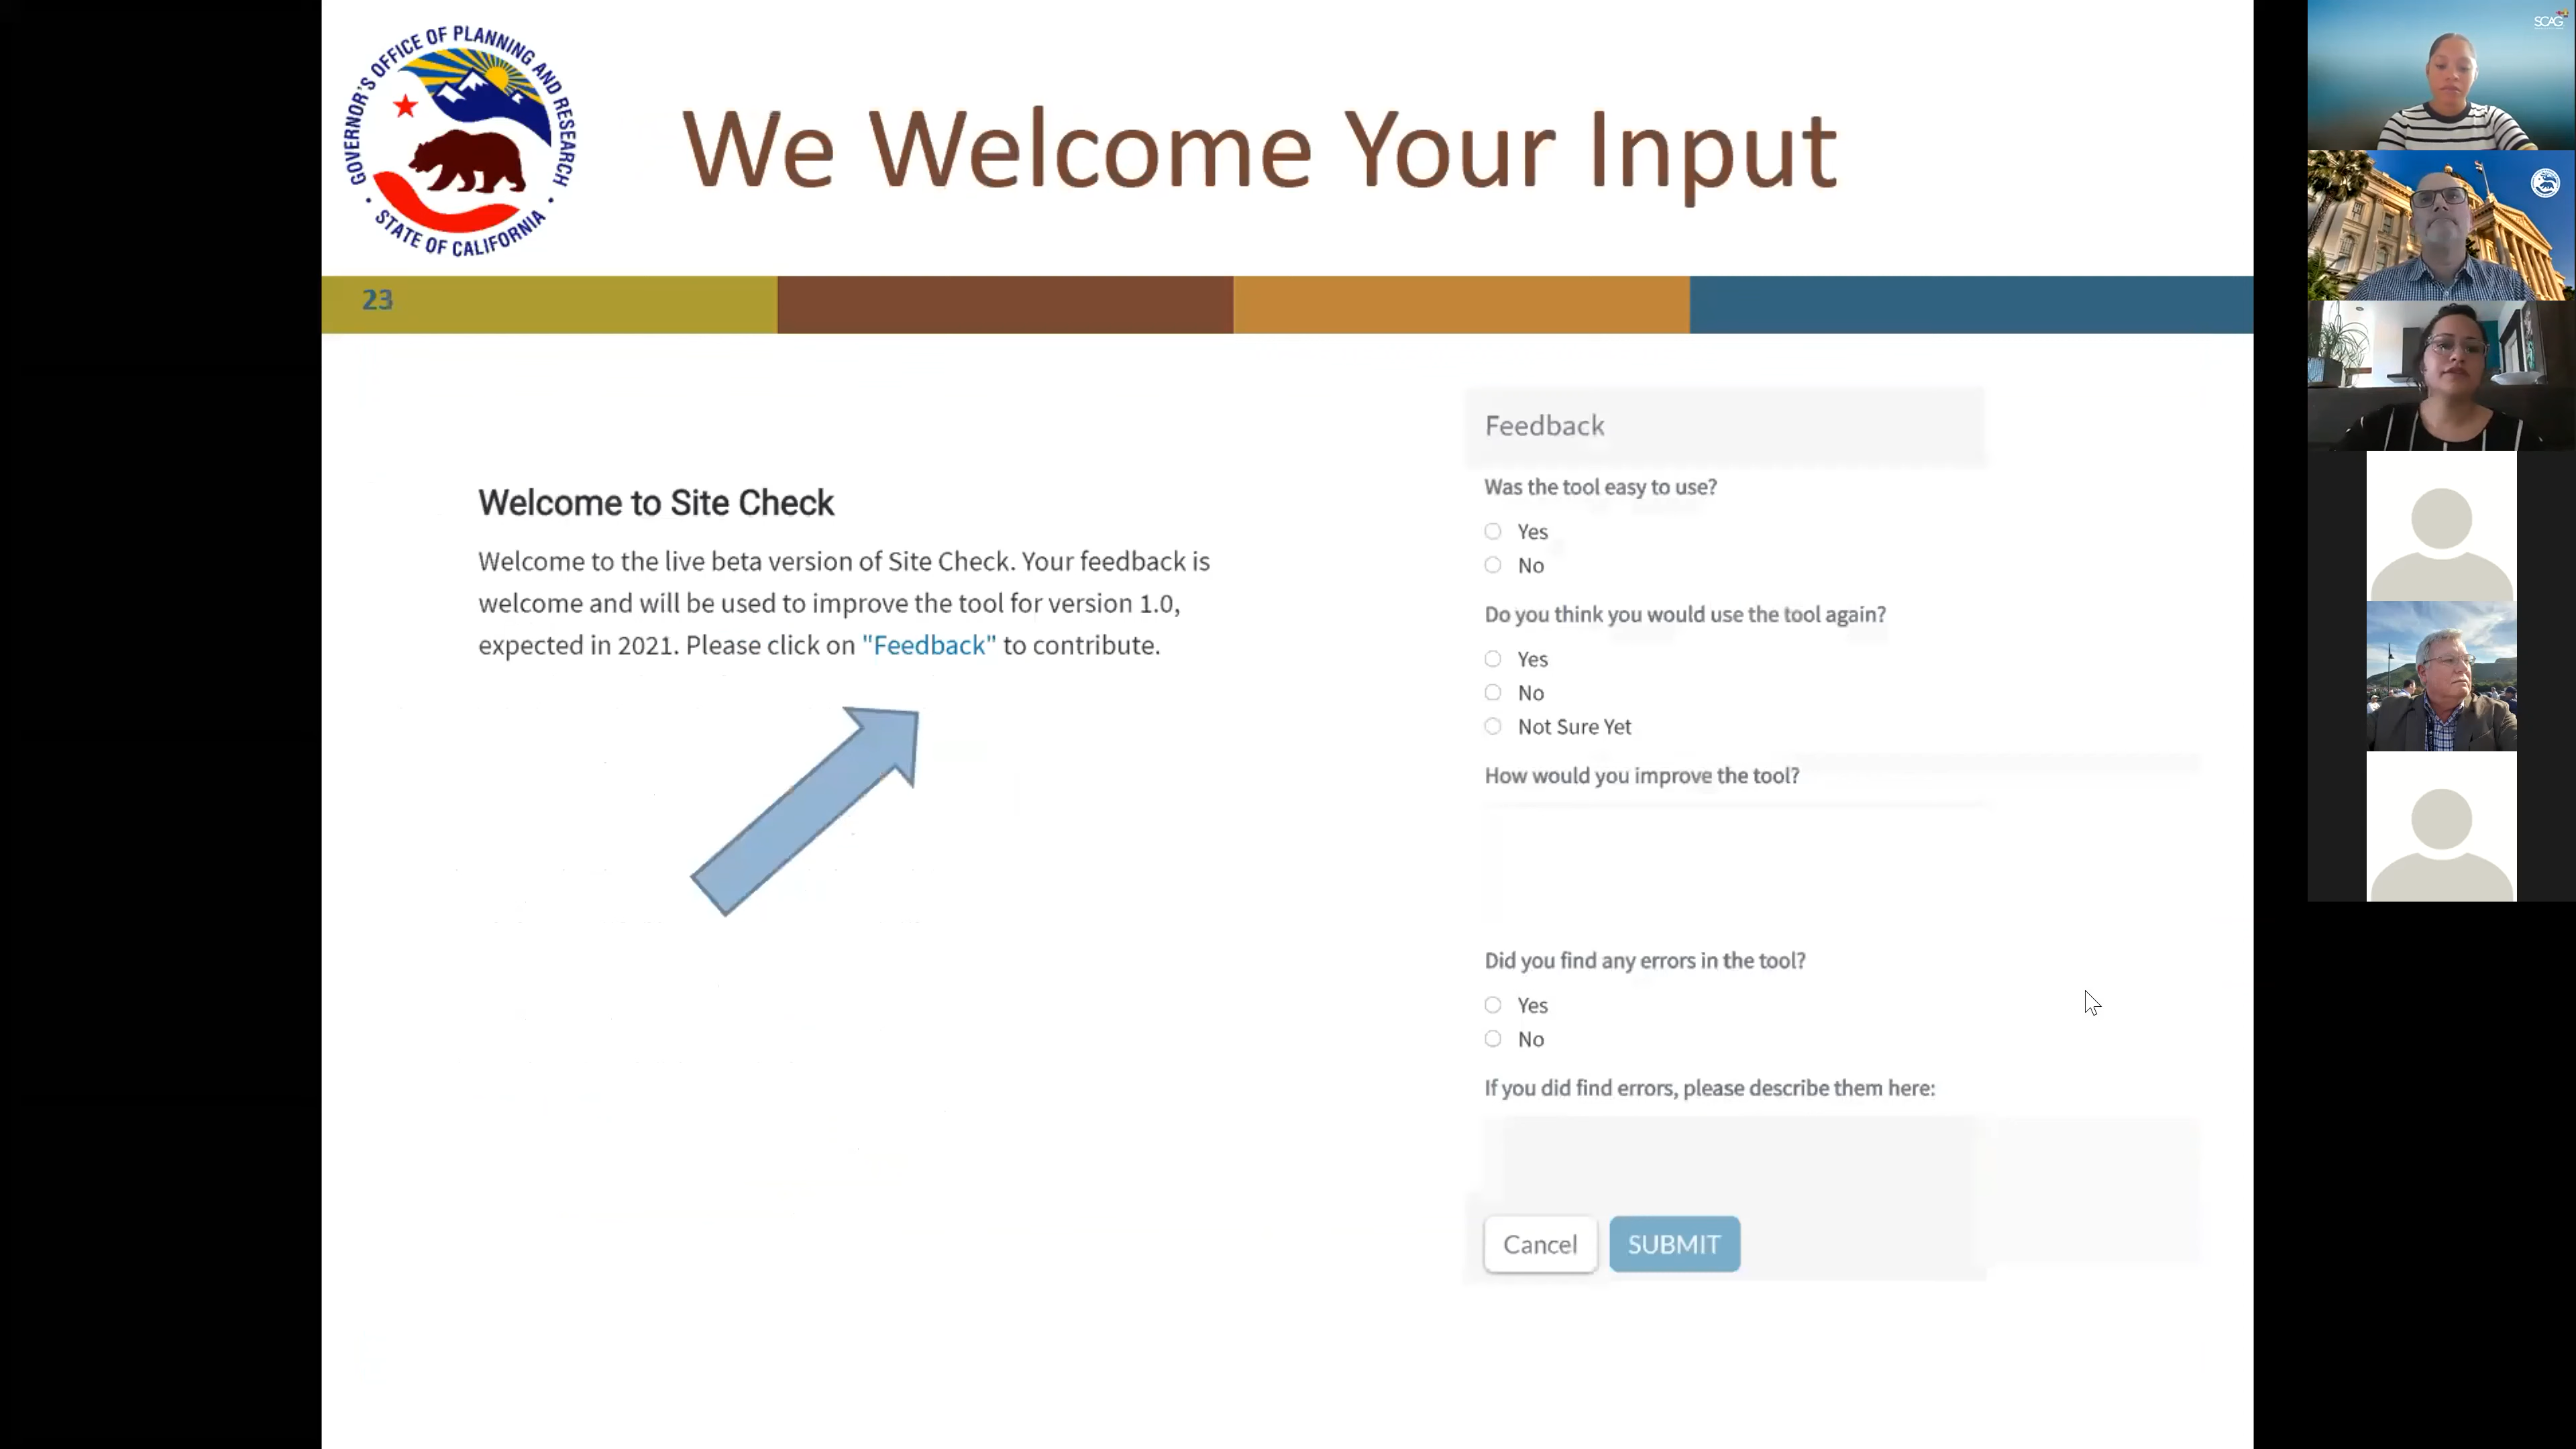 GOVERNOR'S OFFICE OF PLANNING AND RESEARCH
• STATE OF CALIFORNIA •
We Welcome Your Input
23
Welcome to Site Check
Welcome to the live beta version of Site Check. Your feedback is
welcome and will be used to improve the tool for version 1.0,
expected in 2021. Please click on "Feedback" to contribute.
Feedback
Was the tool easy to use?
Yes
No
Do you think you would use the tool again?
Yes
No
Not Sure Yet
How would you improve the tool?
Did you find any errors in the tool?
Yes
No
If you did find errors, please describe them here:
Cancel
SUBMIT
SCAG